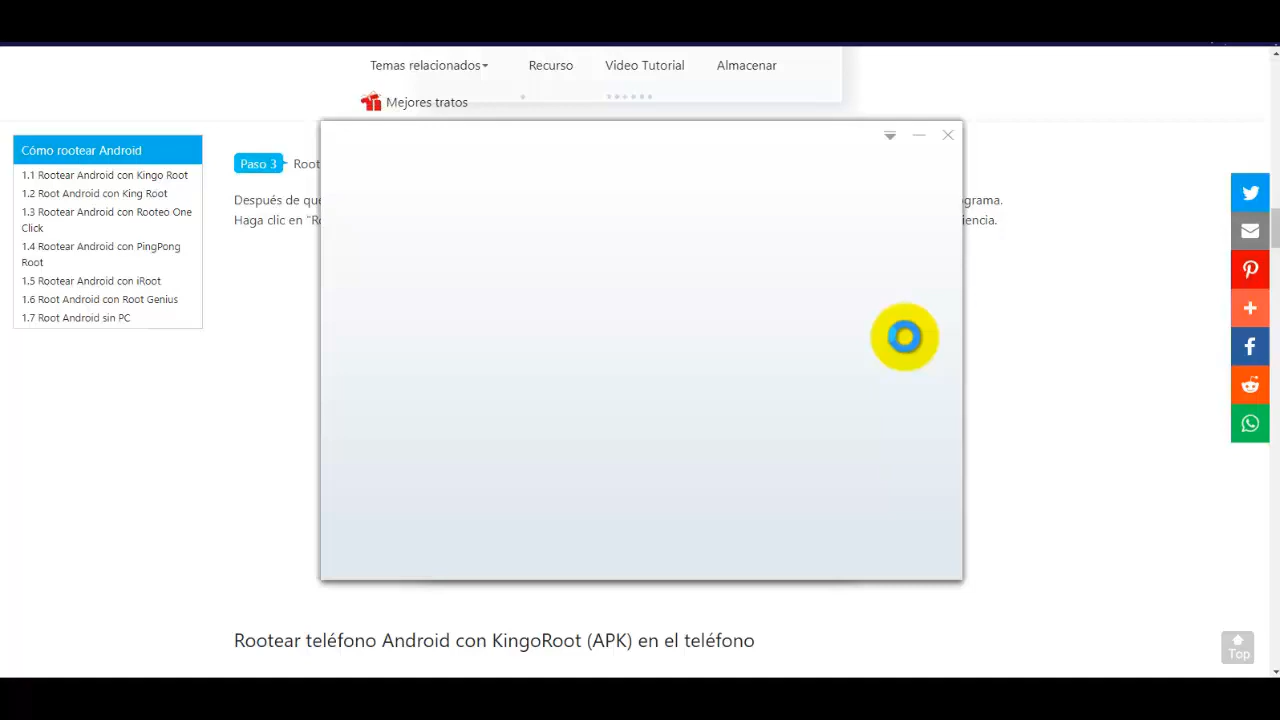 Temas relacionados
Recurso
Video Tutorial
Almacenar
Mejores tratos
Cómo rootear Android
1.1 Rootear Android con Kingo Root
1.2 Root Android con King Root
1.3 Rootear Android con Rooteo One
Click
1.4 Rootear Android con PingPong
Root
1.5 Rootear Android con iRoot
1.6 Root Android con Root Genius
1.7 Root Android sin PC
Paso 3
Después de
Haga clic en
Rootear teléfono Android con KingoRoot (APK) en el teléfono
Top